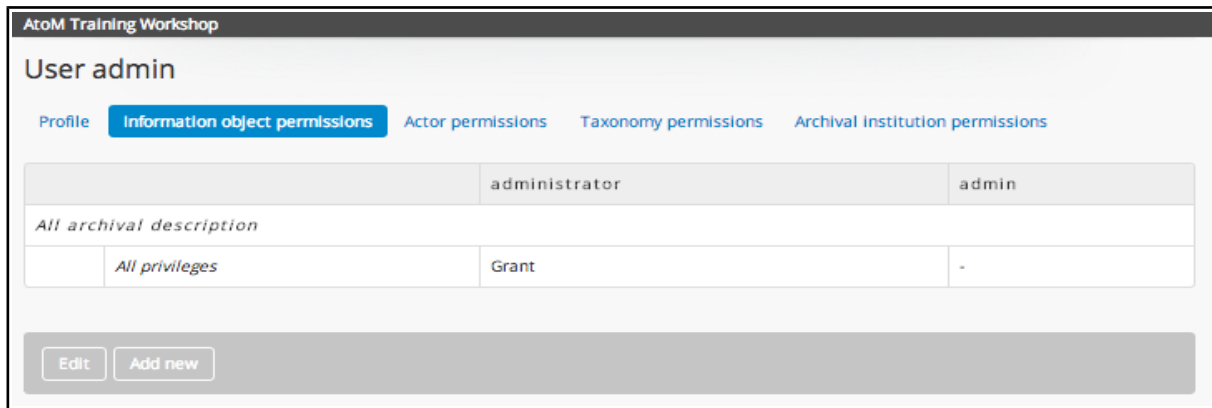 AtoM Training Workshop
User admin
Profile Information object permissions Actor permissions Taxonomy permissions Archival institution permissions
administrator admin
All archival description
All privileges Grant -
Edit Add new